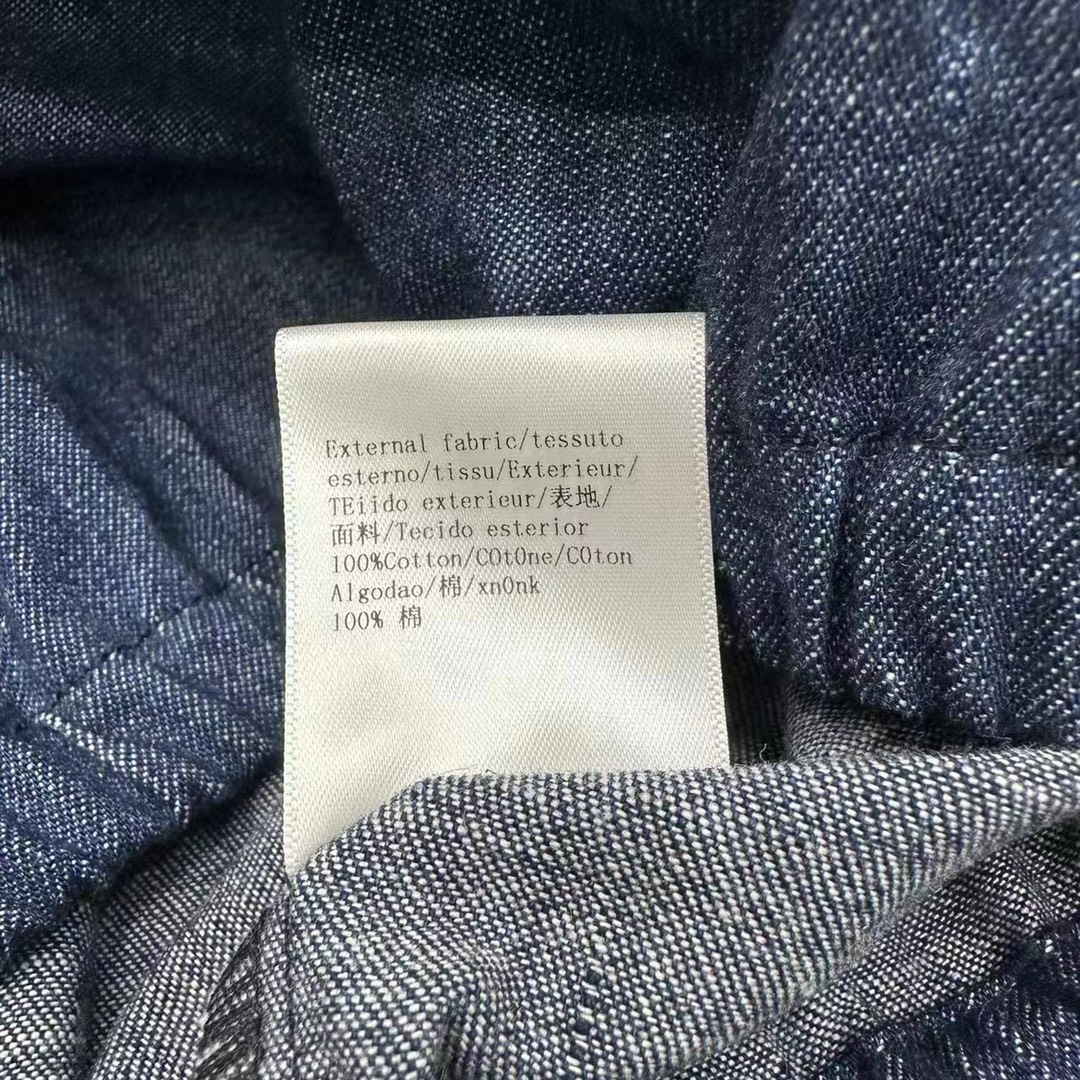 External fabric/tessuto
esterno/tissu/Exterieur/
TEiido exterieur/表地/
面料/Tecido esterior
100%Cotton/COtOne/COton
Algodao/棉/xnOnk
100% 棉